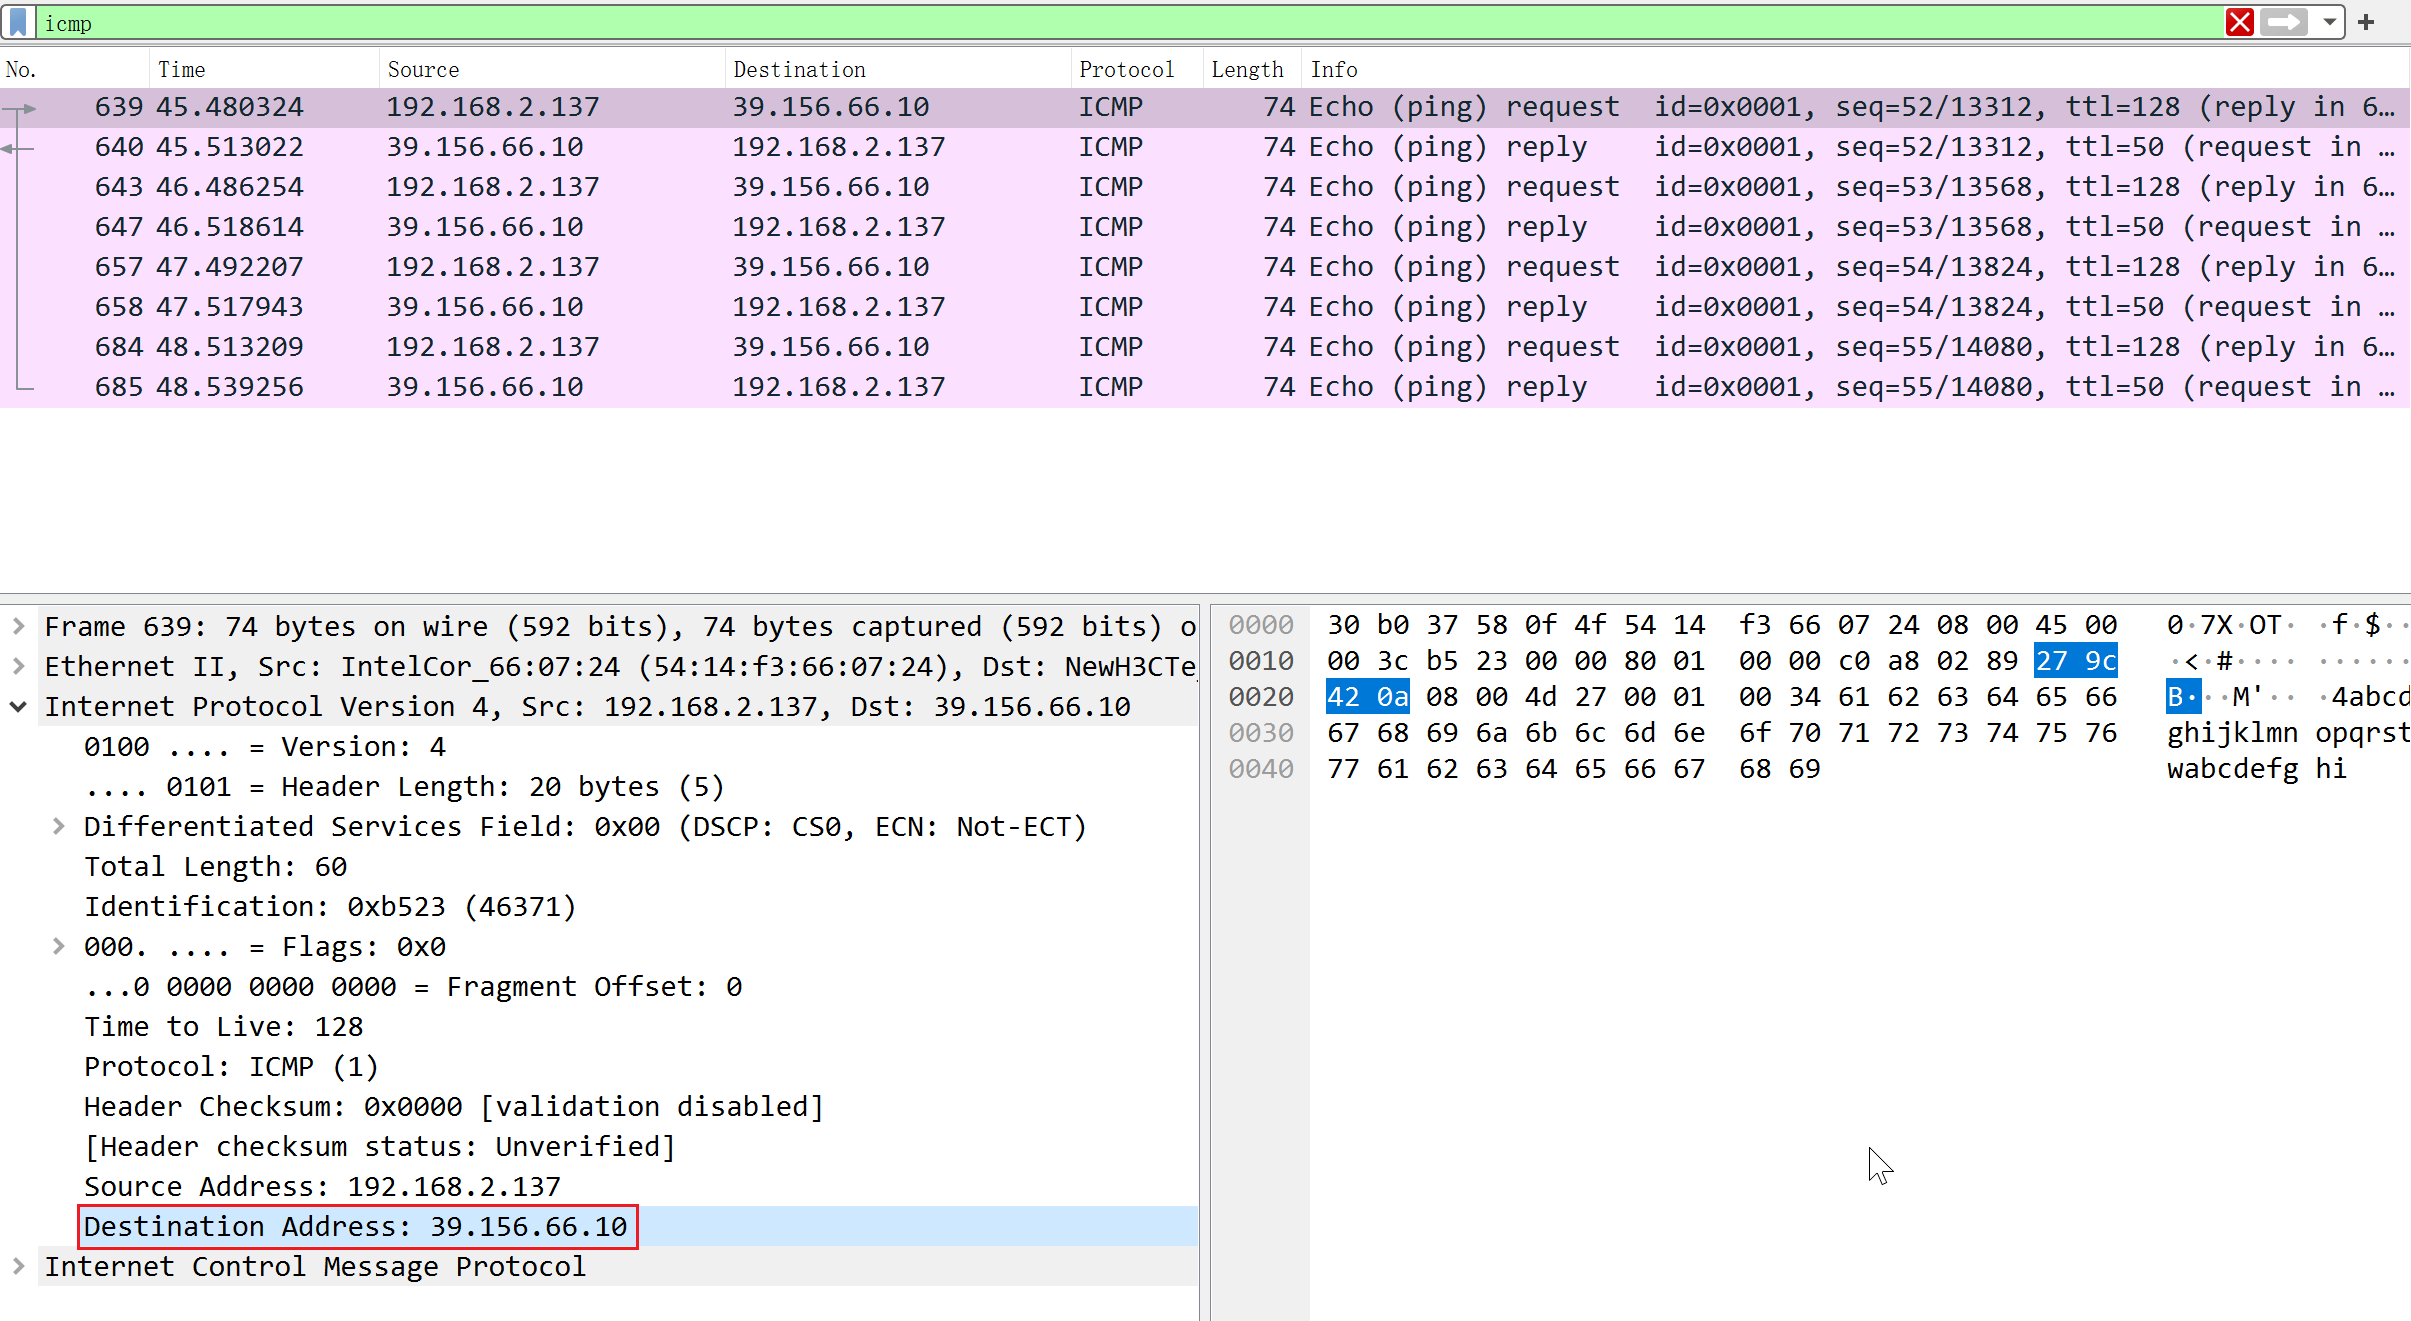 icmp
No. Time Source Destination Protocol Length Info
639 45.480324 192.168.2.137 39.156.66.10 ICMP 74 Echo (ping) request id=0x0001, seq=52/13312, ttl=128 (reply in 6…
640 45.513022 39.156.66.10 192.168.2.137 ICMP 74 Echo (ping) reply id=0x0001, seq=52/13312, ttl=50 (request in …
643 46.486254 192.168.2.137 39.156.66.10 ICMP 74 Echo (ping) request id=0x0001, seq=53/13568, ttl=128 (reply in 6…
647 46.518614 39.156.66.10 192.168.2.137 ICMP 74 Echo (ping) reply id=0x0001, seq=53/13568, ttl=50 (request in …
657 47.492207 192.168.2.137 39.156.66.10 ICMP 74 Echo (ping) request id=0x0001, seq=54/13824, ttl=128 (reply in 6…
658 47.517943 39.156.66.10 192.168.2.137 ICMP 74 Echo (ping) reply id=0x0001, seq=54/13824, ttl=50 (request in …
684 48.513209 192.168.2.137 39.156.66.10 ICMP 74 Echo (ping) request id=0x0001, seq=55/14080, ttl=128 (reply in 6…
685 48.539256 39.156.66.10 192.168.2.137 ICMP 74 Echo (ping) reply id=0x0001, seq=55/14080, ttl=50 (request in …
Frame 639: 74 bytes on wire (592 bits), 74 bytes captured (592 bits) o
Ethernet II, Src: IntelCor_66:07:24 (54:14:f3:66:07:24), Dst: NewH3CTe_
Internet Protocol Version 4, Src: 192.168.2.137, Dst: 39.156.66.10
0100 .... = Version: 4
.... 0101 = Header Length: 20 bytes (5)
Differentiated Services Field: 0x00 (DSCP: CS0, ECN: Not-ECT)
Total Length: 60
Identification: 0xb523 (46371)
000. .... = Flags: 0x0
...0 0000 0000 0000 = Fragment Offset: 0
Time to Live: 128
Protocol: ICMP (1)
Header Checksum: 0x0000 [validation disabled]
[Header checksum status: Unverified]
Source Address: 192.168.2.137
Destination Address: 39.156.66.10
Internet Control Message Protocol
0000 30 b0 37 58 0f 4f 54 14 f3 66 07 24 08 00 45 00 0·7X·OT· ·f·$··
0010 00 3c b5 23 00 00 80 01 00 00 c0 a8 02 89 27 9c ·<·#···· ······
0020 42 0a 08 00 4d 27 00 01 00 34 61 62 63 64 65 66 B···M'·· ·4abcd
0030 67 68 69 6a 6b 6c 6d 6e 6f 70 71 72 73 74 75 76 ghijklmn opqrst
0040 77 61 62 63 64 65 66 67 68 69 wabcdefg hi